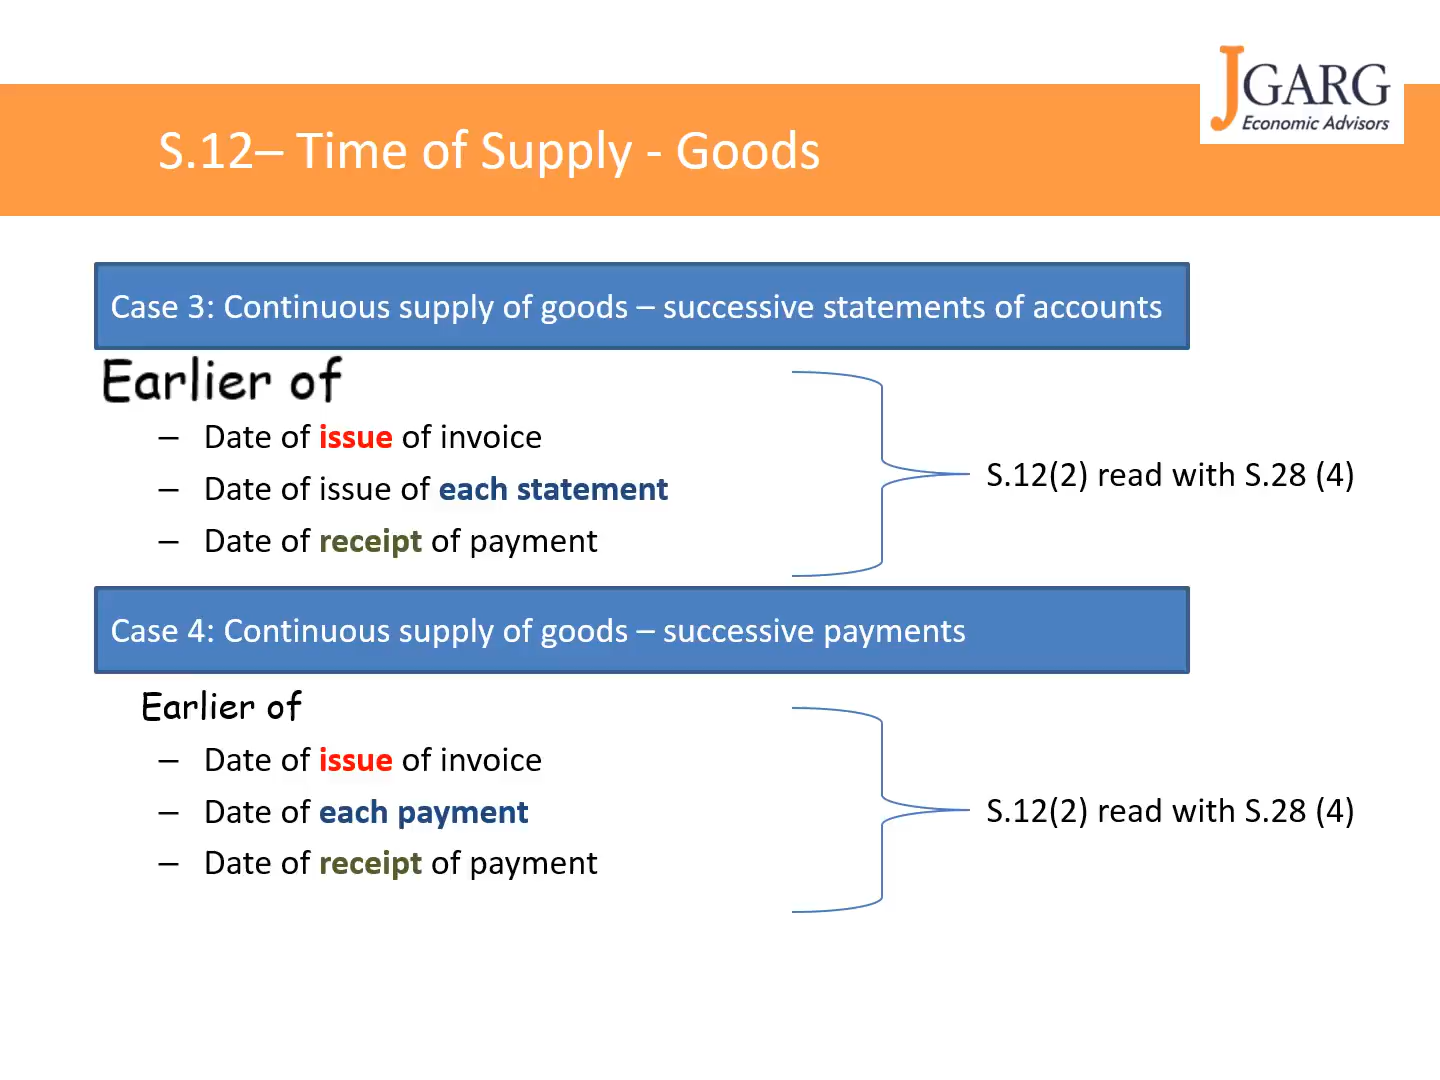 JGARG
Economic Advisors
S.12– Time of Supply - Goods
Case 3: Continuous supply of goods – successive statements of accounts
Earlier of
– Date of issue of invoice
– Date of issue of each statement
– Date of receipt of payment
S.12(2) read with S.28 (4)
Case 4: Continuous supply of goods – successive payments
Earlier of
– Date of issue of invoice
– Date of each payment
– Date of receipt of payment
S.12(2) read with S.28 (4)